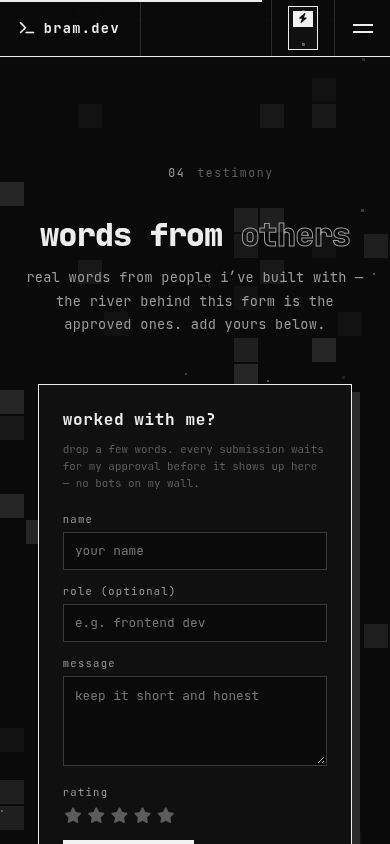 bram.dev
04 testimony
words from others
real words from people i’ve built with —
the river behind this form is the
approved ones. add yours below.
worked with me?
drop a few words. every submission waits
for my approval before it shows up here
— no bots on my wall.
name
your name
role (optional)
e.g. frontend dev
message
keep it short and honest
rating